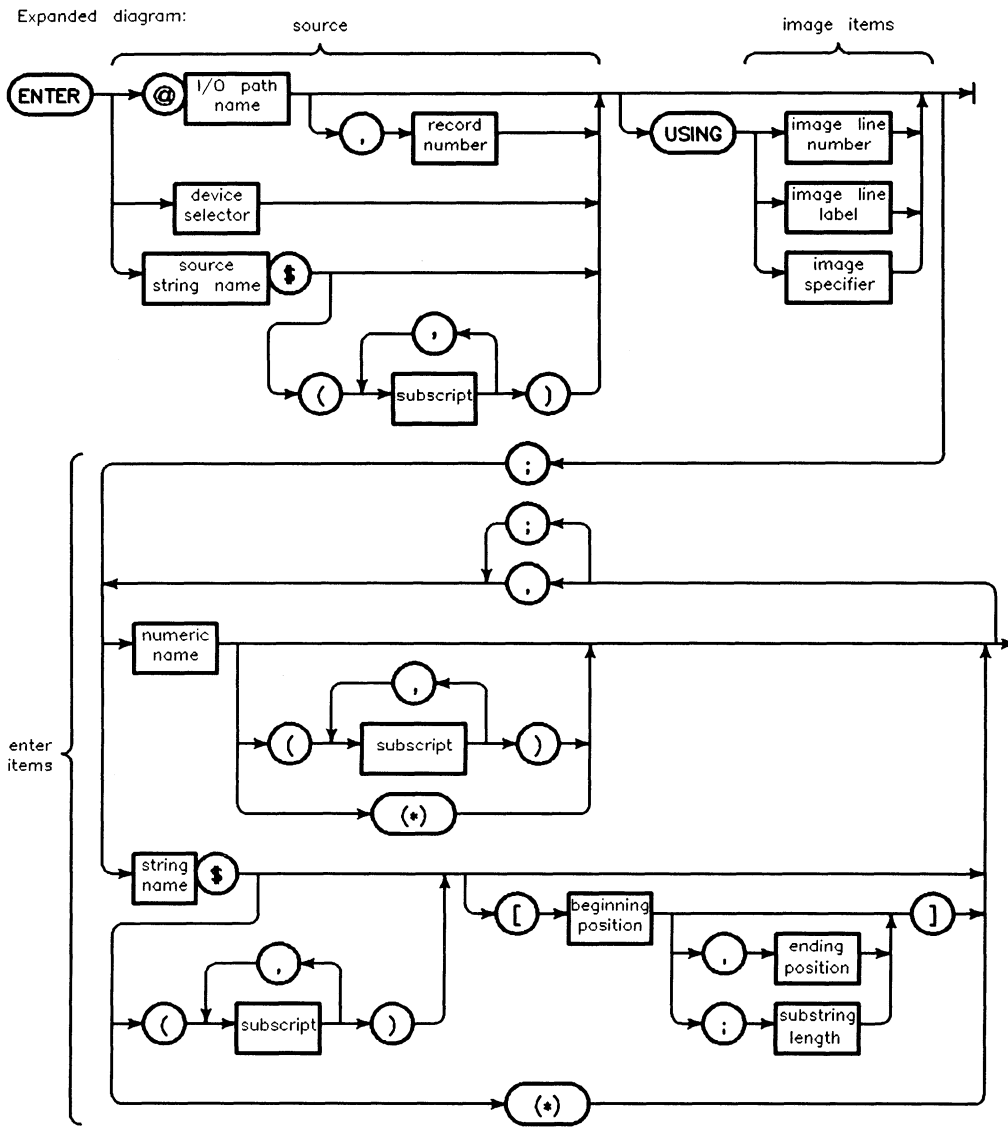 Expanded diagram:
source
image items
ENTER
@
I/O path
name
,
record
number
USING
image line
number
device
selector
image line
label
source
string name
$
image
specifier
,
(
subscript
)
;
;
,
numeric
name
,
(
subscript
)
(*)
enter
items
string
name
$
[
beginning
position
]
,
ending
position
,
(
subscript
)
;
substring
length
(*)